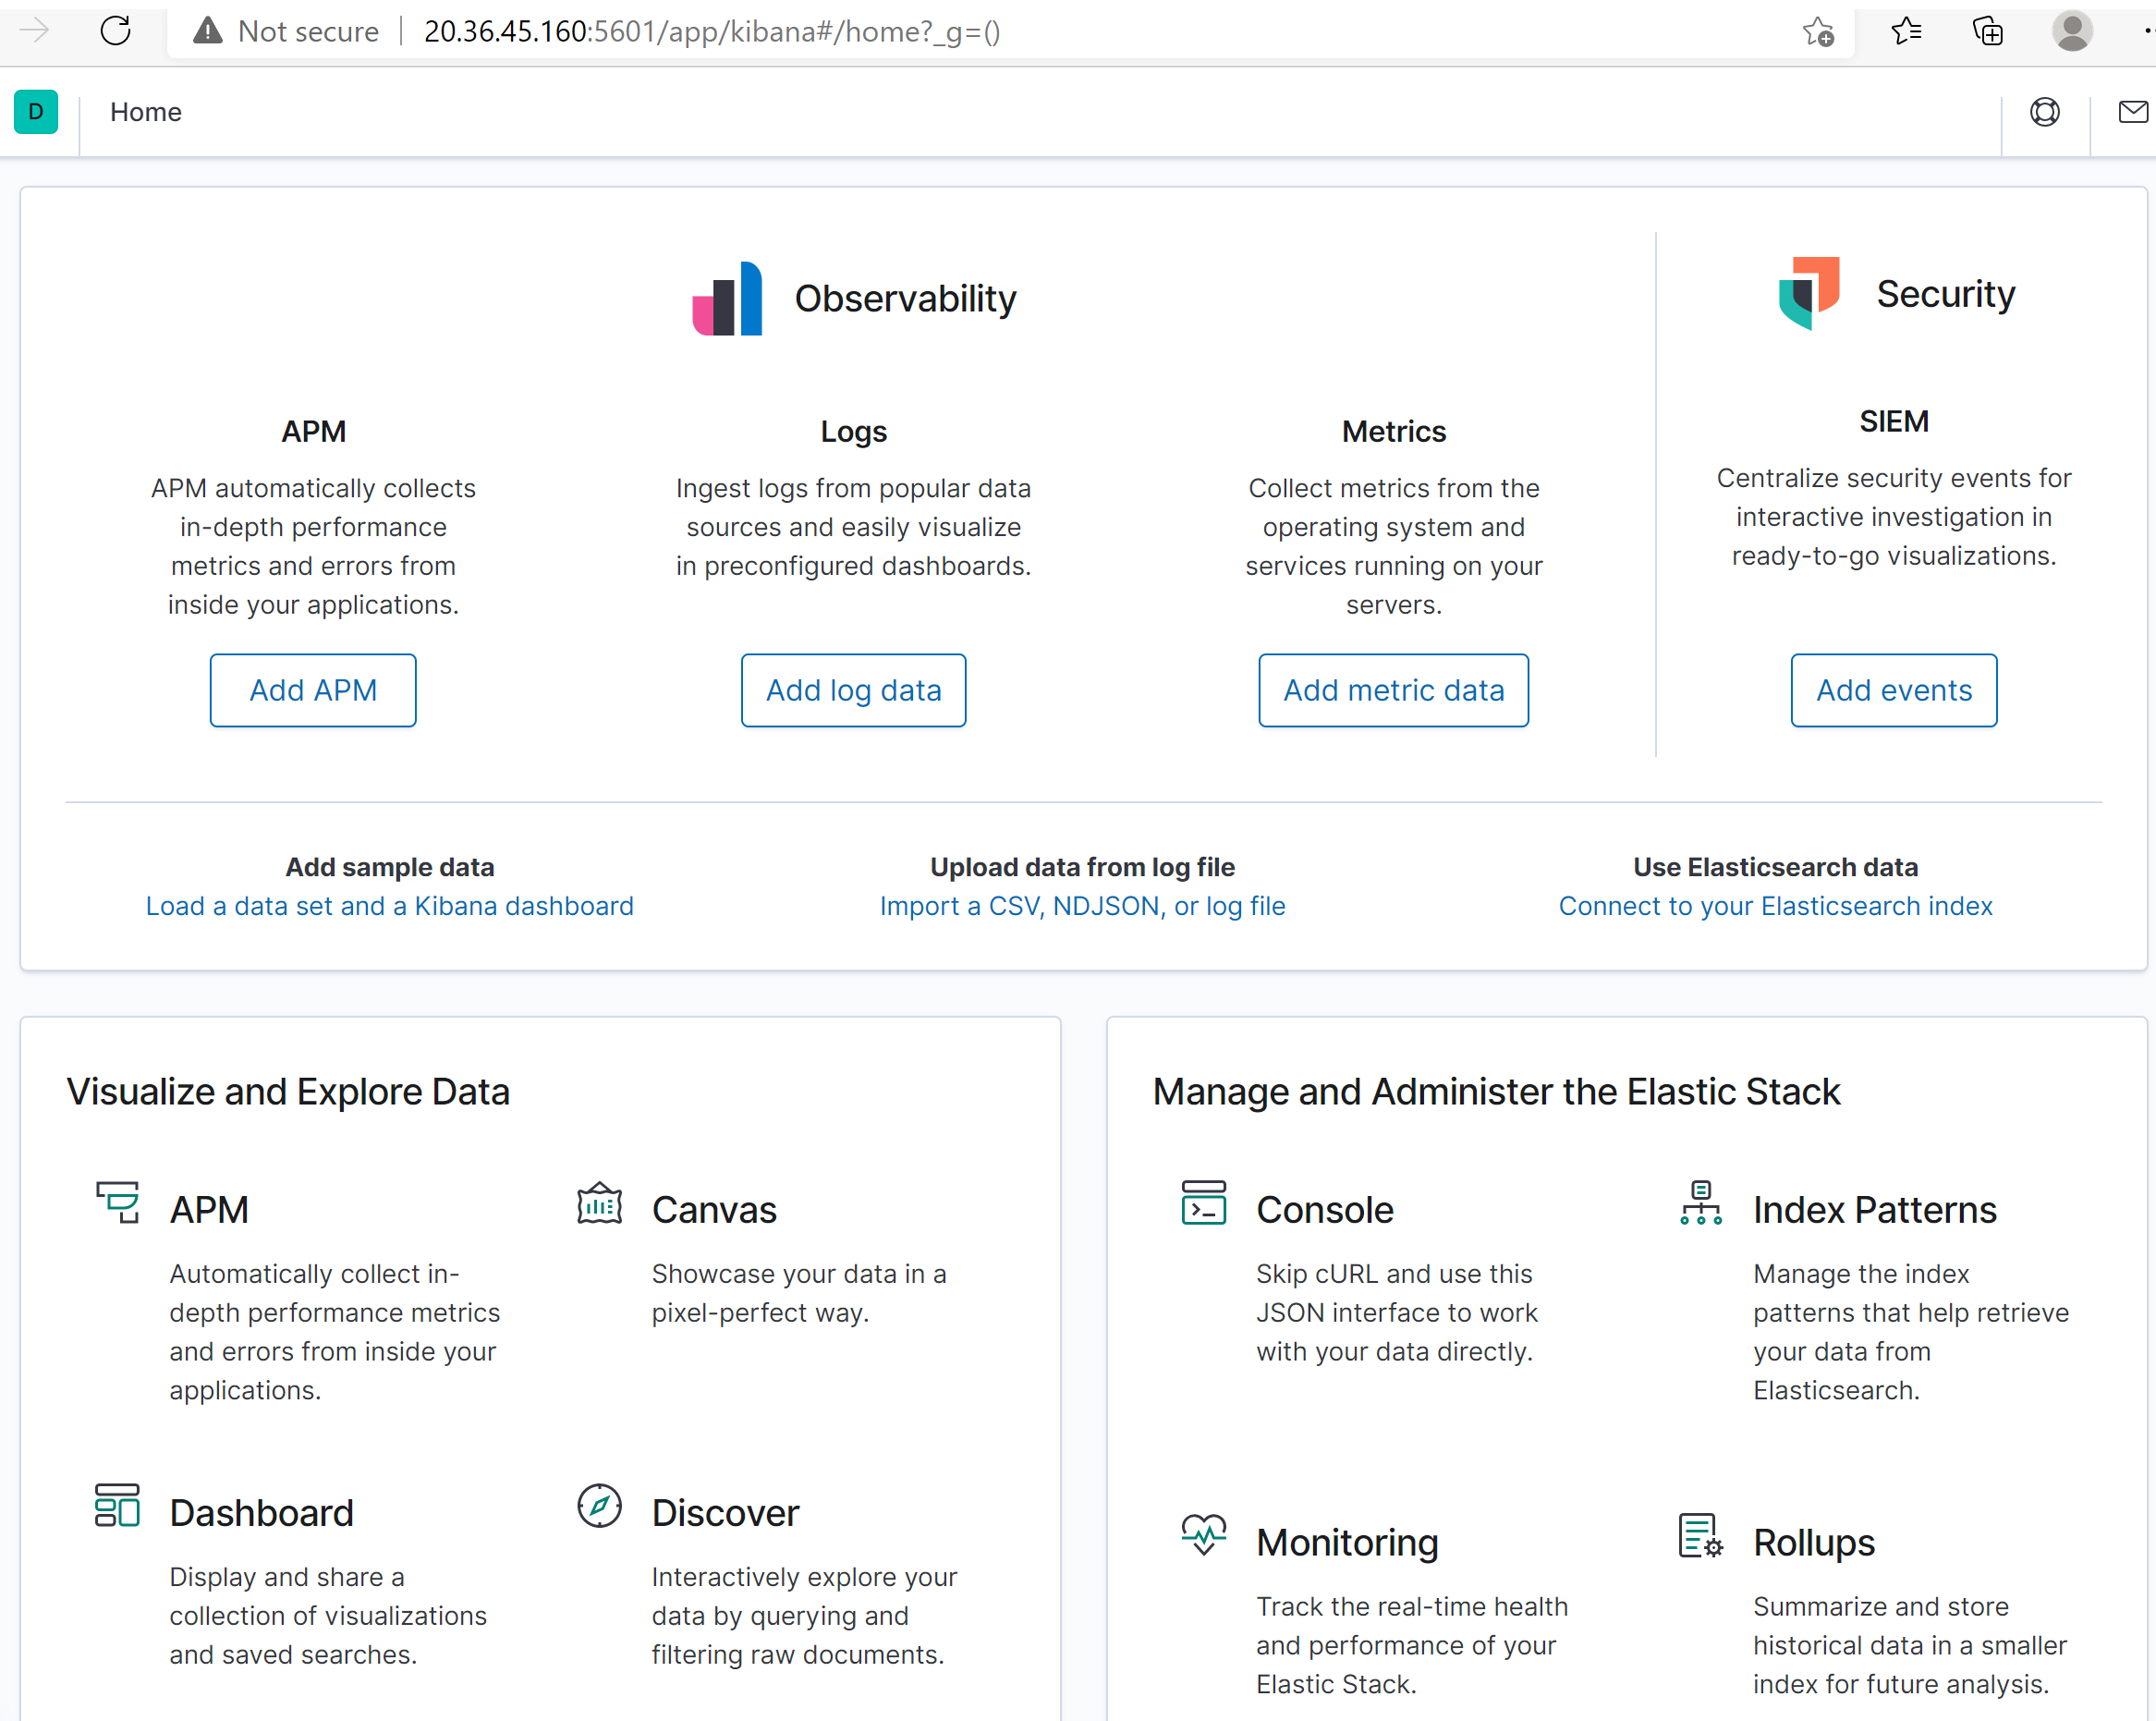 Not secure 20.36.45.160:5601/app/kibana#/home?_g=()
D Home
Observability
Security
APM
APM automatically collects
in-depth performance
metrics and errors from
inside your applications.
Add APM
Logs
Ingest logs from popular data
sources and easily visualize
in preconfigured dashboards.
Add log data
Metrics
Collect metrics from the
operating system and
services running on your
servers.
Add metric data
SIEM
Centralize security events for
interactive investigation in
ready-to-go visualizations.
Add events
Add sample data
Load a data set and a Kibana dashboard
Upload data from log file
Import a CSV, NDJSON, or log file
Use Elasticsearch data
Connect to your Elasticsearch index
Visualize and Explore Data
APM
Automatically collect in-
depth performance metrics
and errors from inside your
applications.
Canvas
Showcase your data in a
pixel-perfect way.
Dashboard
Display and share a
collection of visualizations
and saved searches.
Discover
Interactively explore your
data by querying and
filtering raw documents.
Manage and Administer the Elastic Stack
Console
Skip cURL and use this
JSON interface to work
with your data directly.
Index Patterns
Manage the index
patterns that help retrieve
your data from
Elasticsearch.
Monitoring
Track the real-time health
and performance of your
Elastic Stack.
Rollups
Summarize and store
historical data in a smaller
index for future analysis.